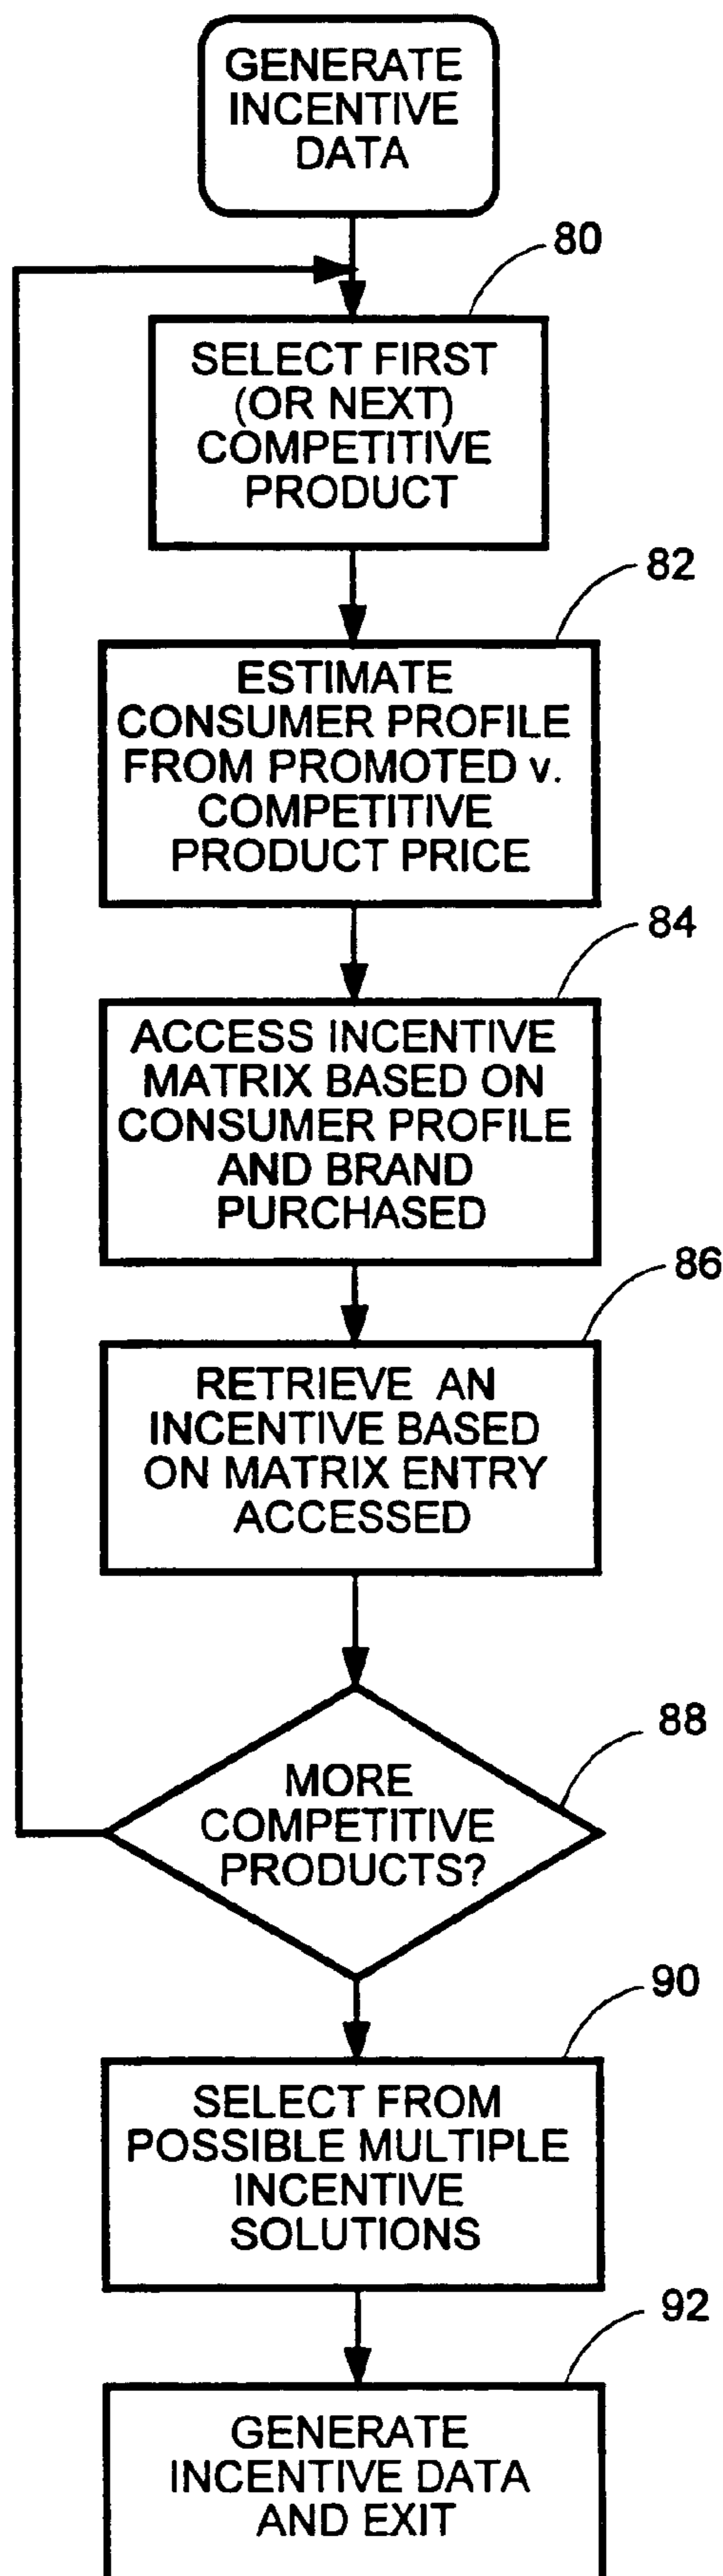 GENERATE
INCENTIVE
DATA
80
SELECT FIRST
(OR NEXT)
COMPETITIVE
PRODUCT
82
ESTIMATE
CONSUMER PROFILE
FROM PROMOTED v.
COMPETITIVE
PRODUCT PRICE
84
ACCESS INCENTIVE
MATRIX BASED ON
CONSUMER PROFILE
AND BRAND
PURCHASED
86
RETRIEVE AN
INCENTIVE BASED
ON MATRIX ENTRY
ACCESSED
88
MORE
COMPETITIVE
PRODUCTS?
90
SELECT FROM
POSSIBLE MULTIPLE
INCENTIVE
SOLUTIONS
92
GENERATE
INCENTIVE DATA
AND EXIT